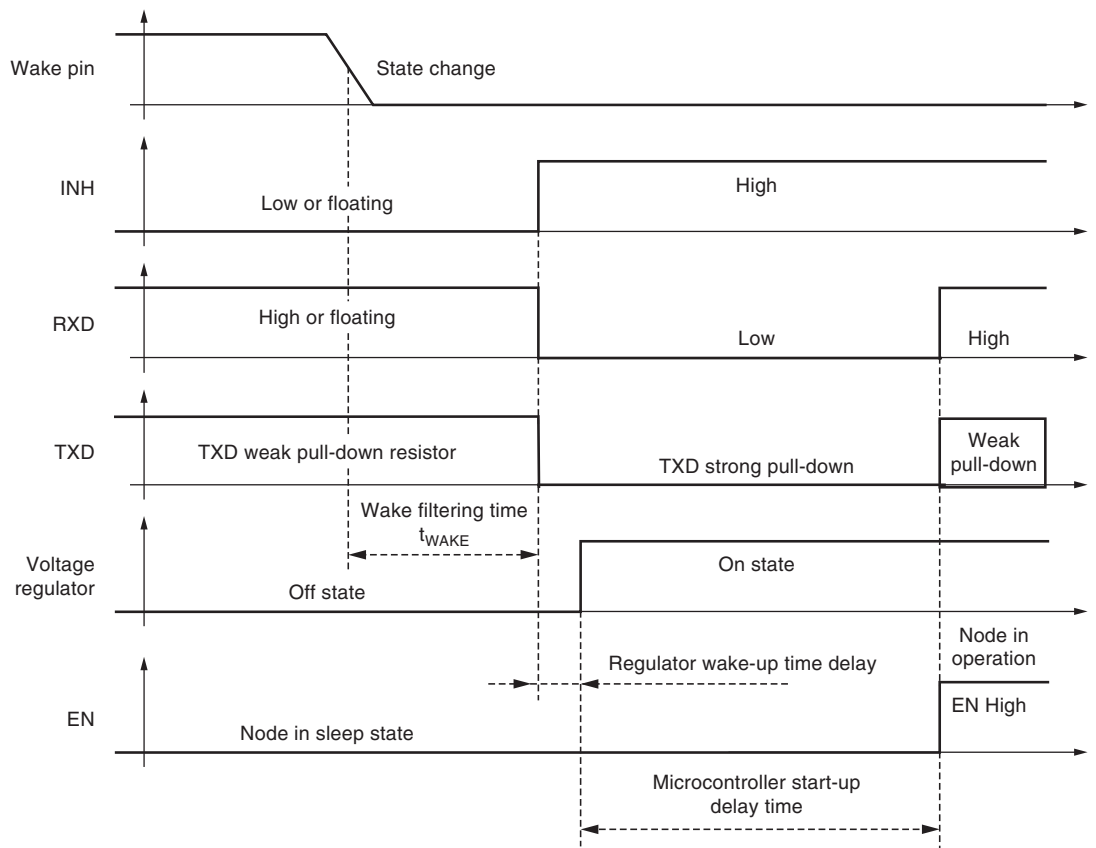 Wake pin
State change
INH
Low or floating
High
RXD
High or floating
Low
High
TXD
TXD weak pull-down resistor
TXD strong pull-down
Weak
pull-down
Wake filtering time
tWAKE
Voltage
regulator
Off state
On state
Regulator wake-up time delay
Node in
operation
EN
Node in sleep state
EN High
Microcontroller start-up
delay time